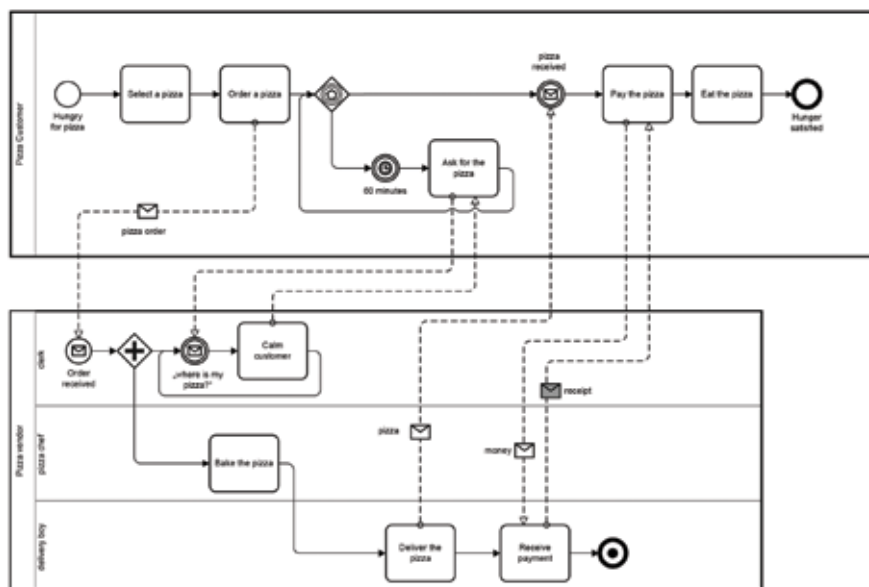 Pizza Customer
Hungry
for pizza
Select a pizza
Order a pizza
pizza
received
Pay the pizza
Eat the pizza
Hunger
satisfied
60 minutes
Ask for the
pizza
pizza order
Pizza vendor
clerk
Order
received
„where is my
pizza?“
Calm
customer
receipt
pizza chef
Bake the pizza
pizza
money
delivery boy
Deliver the
pizza
Receive
payment